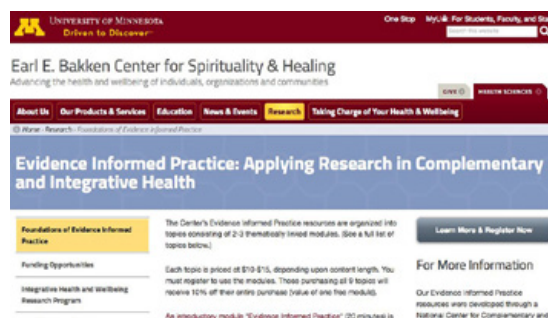 UNIVERSITY OF MINNESOTA
Driven to Discover
One Stop MyU: For Students, Faculty, and Sta
Search this website
Earl E. Bakken Center for Spirituality & Healing
Advancing the health and wellbeing of individuals, organizations and communities
GIVE
HEALTH SCIENCES
About Us Our Products & Services Education News & Events Research Taking Charge of Your Health & Wellbeing
Home › Research › Foundations of Evidence Informed Practice
Evidence Informed Practice: Applying Research in Complementary
and Integrative Health
Foundations of Evidence Informed
Practice
Funding Opportunities
Integrative Health and Wellbeing
Research Program
The Center's Evidence Informed Practice resources are organized into
topics consisting of 2-3 thematically linked modules. (See a full list of
topics below.)
Each topic is priced at $10-$15, depending upon content length. You
must register to use the modules. Those purchasing all 9 topics will
receive 10% off their entire purchase (value of one free module).
An introductory module "Evidence Informed Practice" (20 minutes) is
Learn More & Register Now
For More Information
Our Evidence Informed Practice
resources were developed through a
National Center for Complementary and